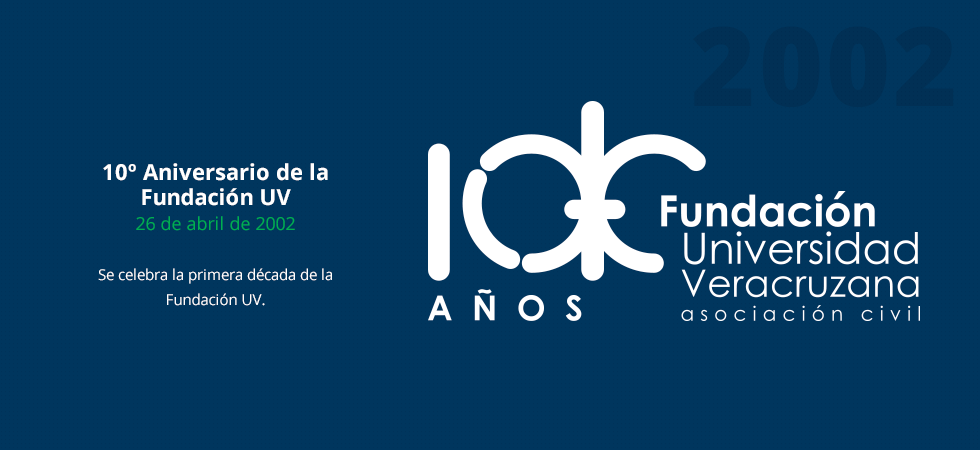 2002
10º Aniversario de la
Fundación UV
26 de abril de 2002
Se celebra la primera década de la
Fundación UV.
10
AÑOS
Fundación
Universidad
Veracruzana
asociación civil